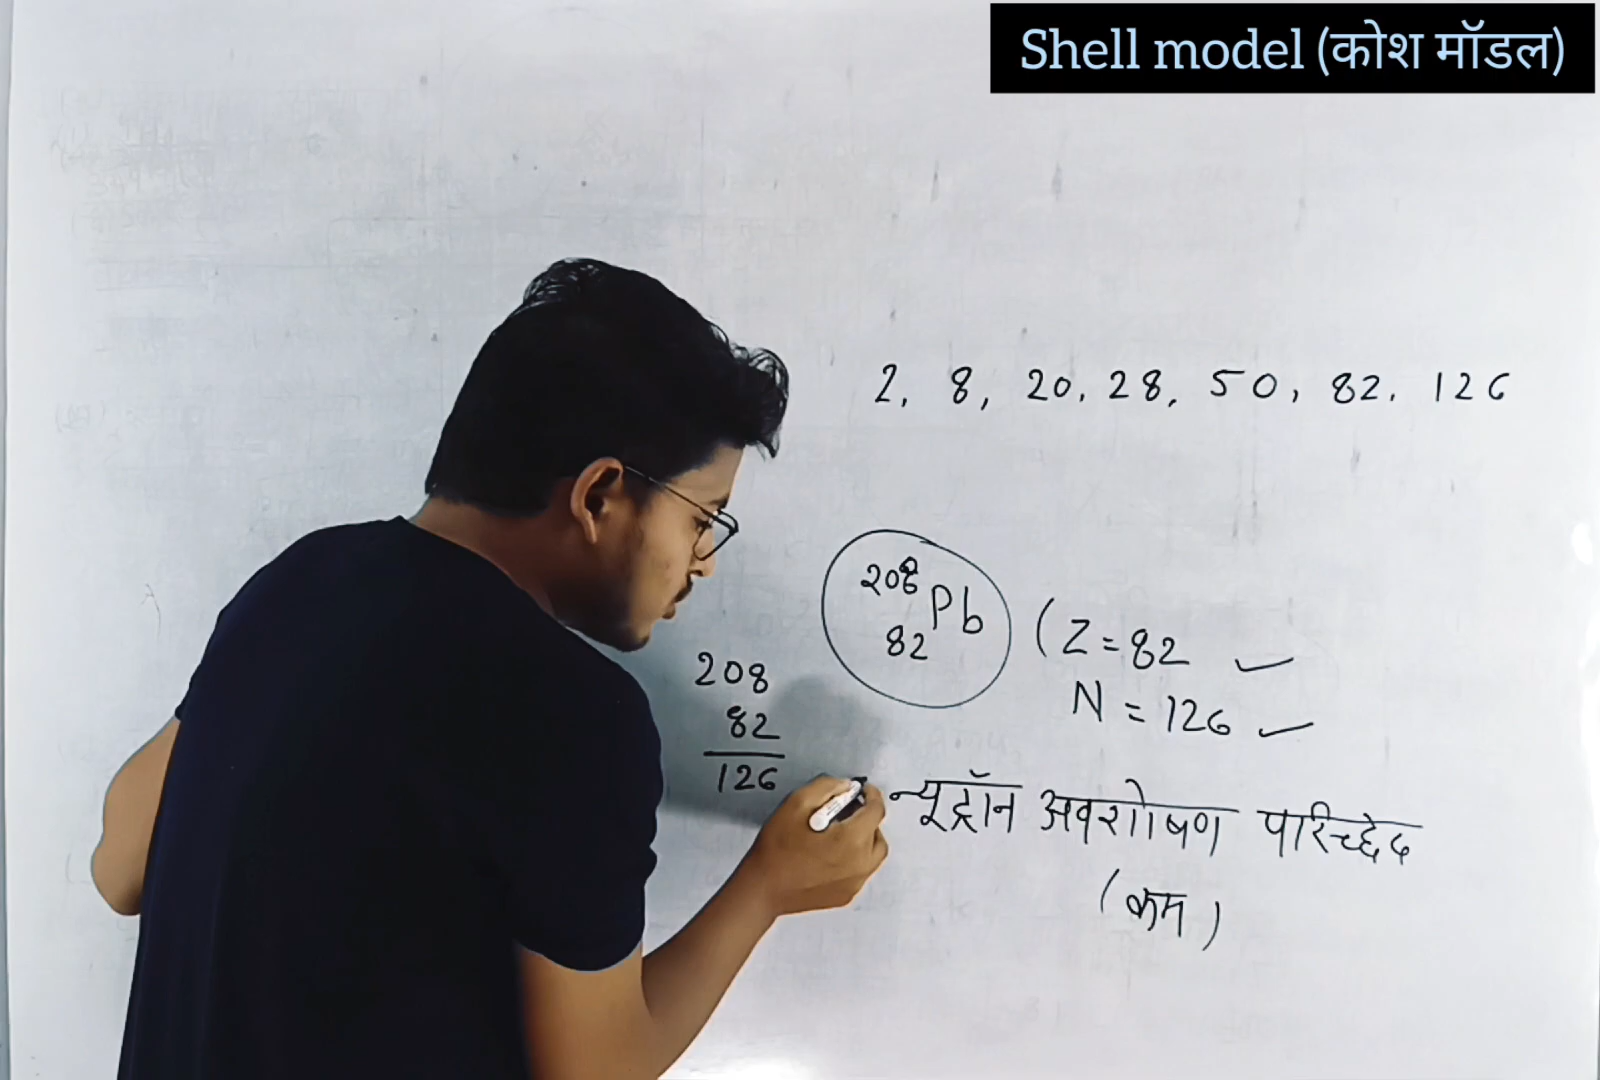 Shell model (कोश मॉडल)
2, 8, 20, 28, 50, 82, 126
208
82 Pb (Z = 82 ✓
N = 126 ✓
208
82
126
न्यूट्रॉन अवशोषण पारिच्छेद
(कम)